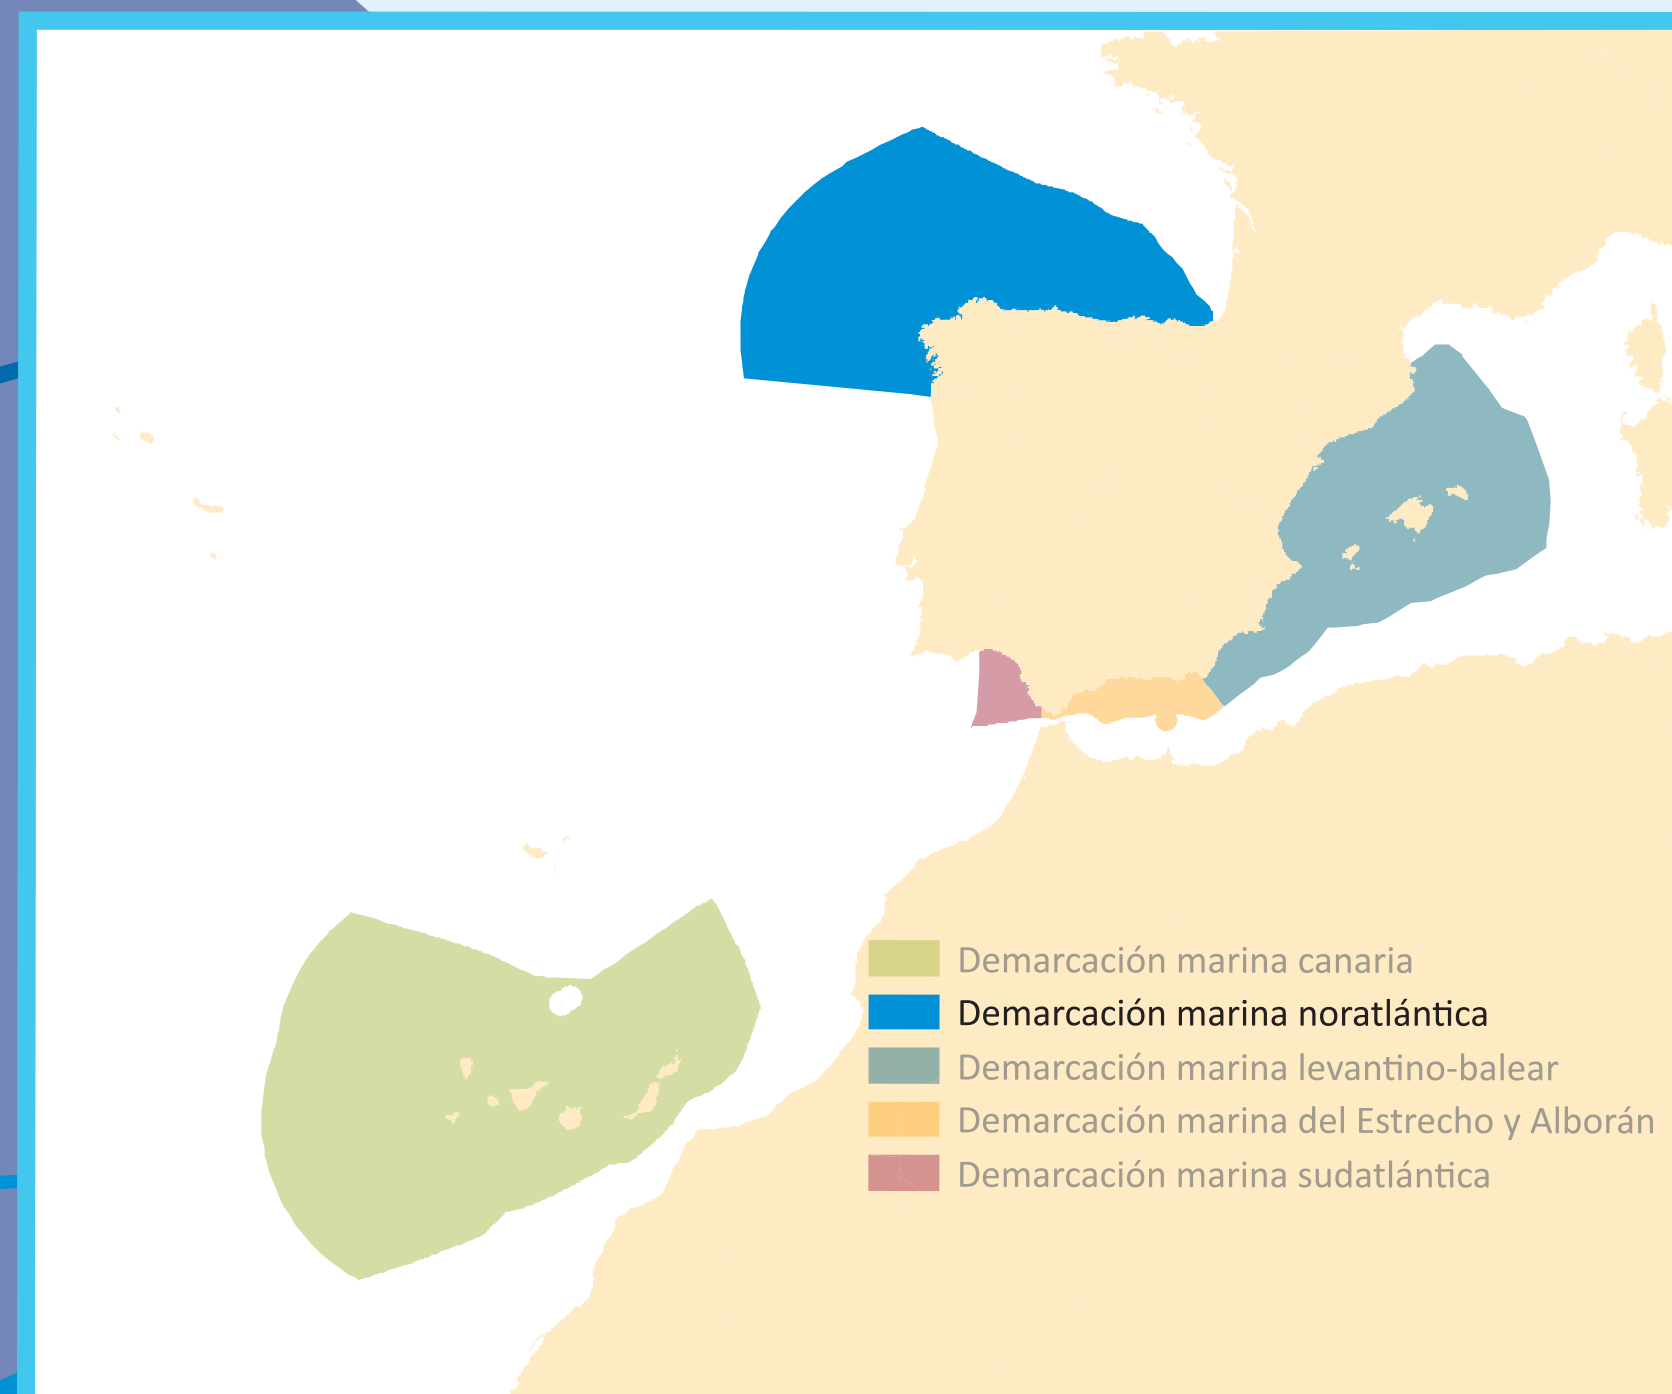 Demarcación marina canaria
Demarcación marina noratlántica
Demarcación marina levantino-balear
Demarcación marina del Estrecho y Alborán
Demarcación marina sudatlántica